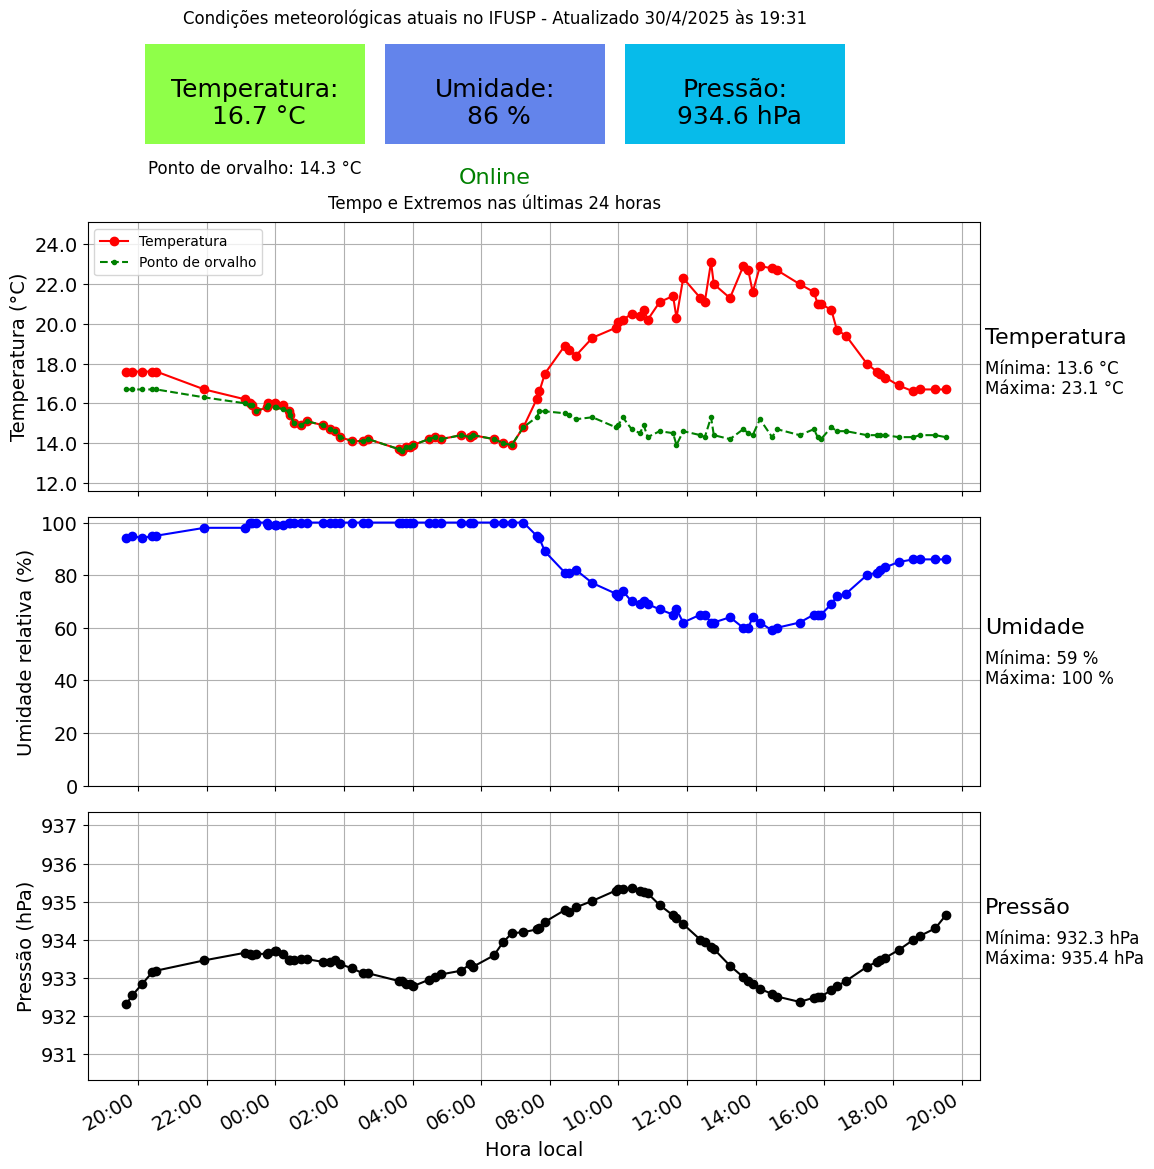 Condições meteorológicas atuais no IFUSP - Atualizado 30/4/2025 às 19:31
Temperatura:
16.7 °C
Umidade:
86 %
Pressão:
934.6 hPa
Ponto de orvalho: 14.3 °C
Online
Tempo e Extremos nas últimas 24 horas
Temperatura (°C)
24.0
22.0
20.0
18.0
16.0
14.0
12.0
Temperatura
Ponto de orvalho
Temperatura
Mínima: 13.6 °C
Máxima: 23.1 °C
Umidade relativa (%)
100
80
60
40
20
0
Umidade
Mínima: 59 %
Máxima: 100 %
Pressão (hPa)
937
936
935
934
933
932
931
Pressão
Mínima: 932.3 hPa
Máxima: 935.4 hPa
20:00 22:00 00:00 02:00 04:00 06:00 08:00 10:00 12:00 14:00 16:00 18:00 20:00
Hora local